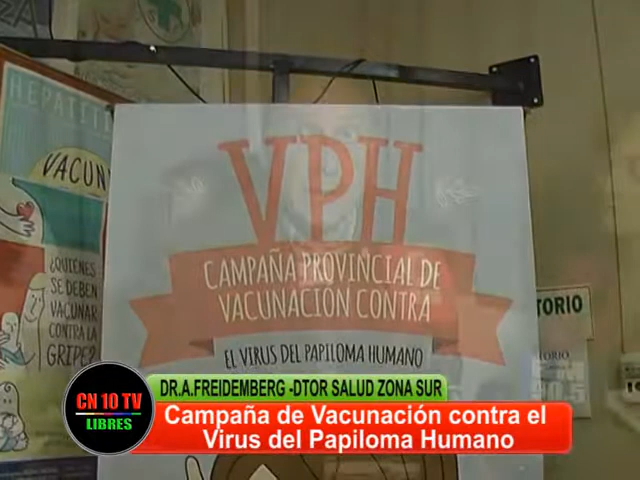 HEPATITIS
VACUN
¿QUIÉNES
SE DEBEN
VACUNAR
CONTRA LA
GRIPE?
VPH
CAMPAÑA PROVINCIAL DE
VACUNACIÓN CONTRA
EL VIRUS DEL PAPILOMA HUMANO
TORIO
CN 10 TV
LIBRES
DR.A.FREIDEMBERG -DTOR SALUD ZONA SUR
Campaña de Vacunación contra el
Virus del Papiloma Humano